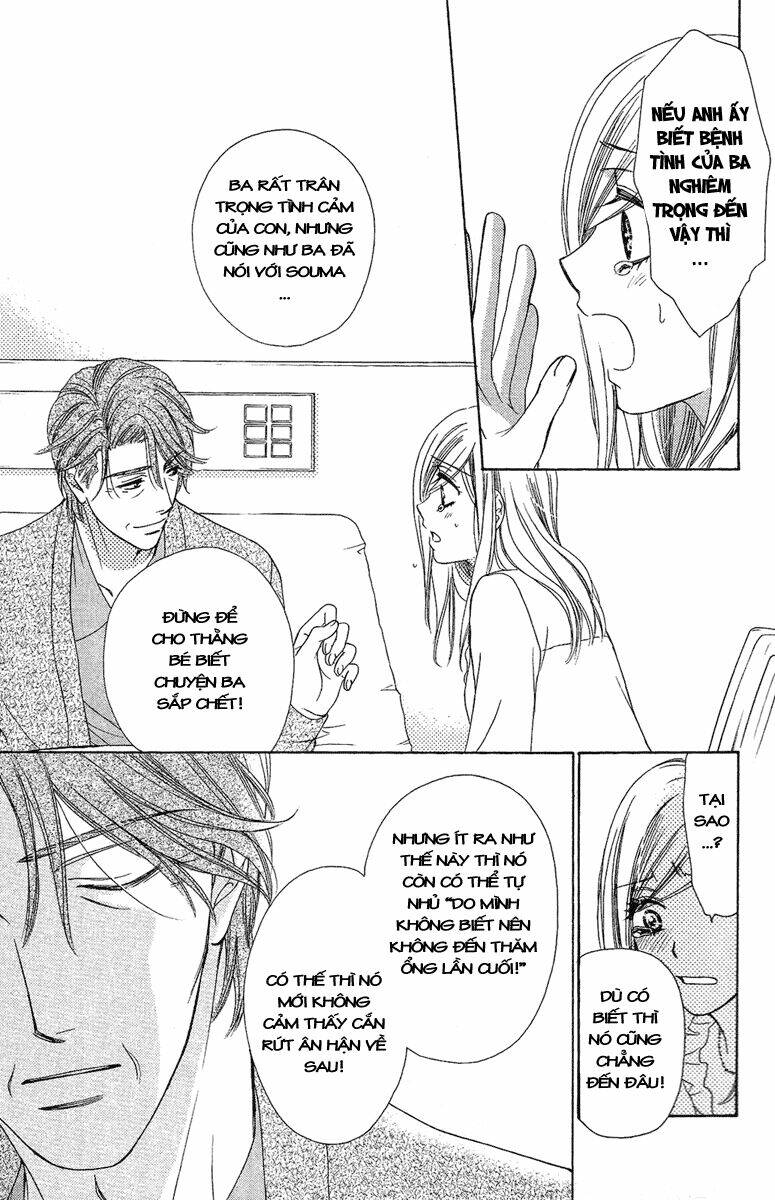 NẾU ANH ẤY
BIẾT BỆNH
TÌNH CỦA BA
NGHIÊM
TRỌNG ĐẾN
VẬY THÌ
...
BA RẤT TRÂN
TRỌNG TÌNH CẢM
CỦA CON, NHƯNG
CŨNG NHƯ BA ĐÃ
NÓI VỚI SOUMA
...
ĐỪNG ĐỂ
CHO THẰNG
BÉ BIẾT
CHUYỆN BA
SẮP CHẾT!
TẠI
SAO
...?
DÙ CÓ
BIẾT THÌ
NÓ CŨNG
CHẲNG
ĐẾN ĐÂU!
NHƯNG ÍT RA NHƯ
THẾ NÀY THÌ NÓ
CÒN CÓ THỂ TỰ
NHỦ "DO MÌNH
KHÔNG BIẾT NÊN
KHÔNG ĐẾN THĂM
ỔNG LẦN CUỐI!"
CÓ THẾ THÌ NÓ
MỚI KHÔNG
CẢM THẤY CẮN
RỨT ÂN HẬN VỀ
SAU!